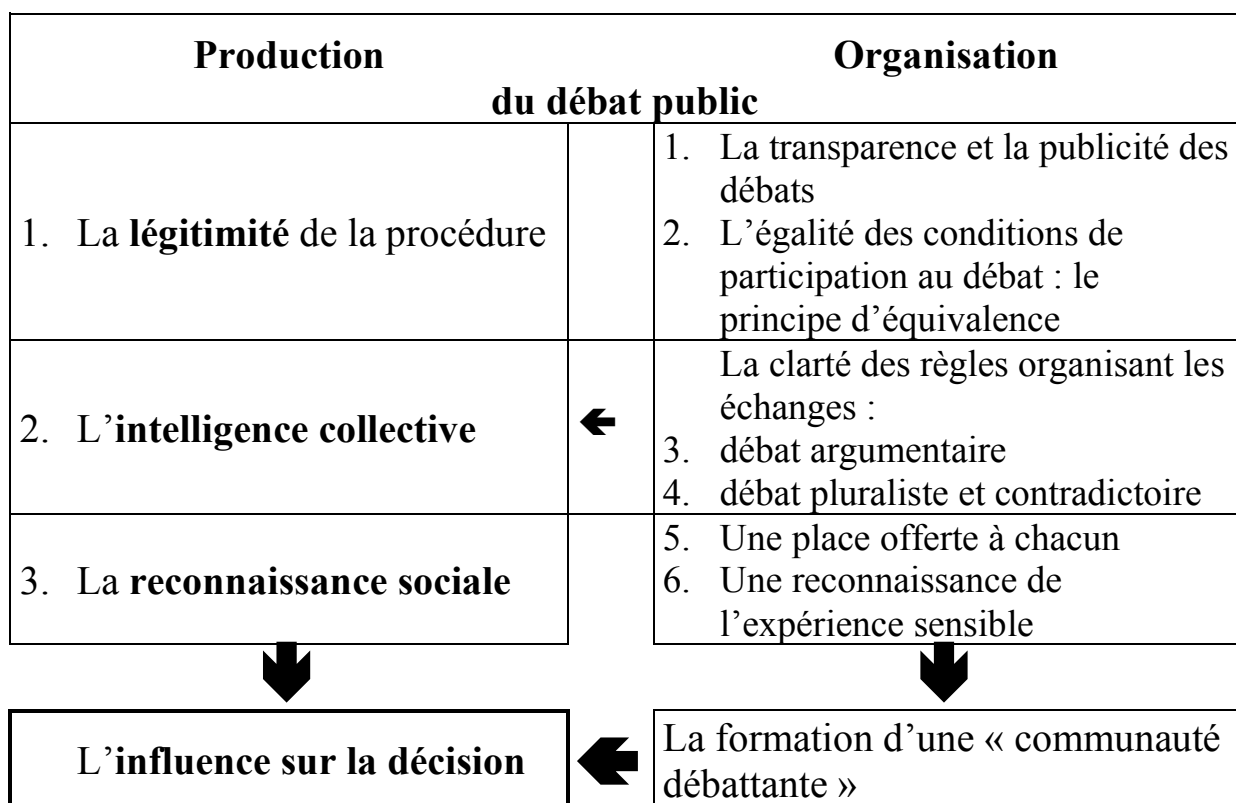 Production Organisation
du débat public
1. La légitimité de la procédure
1. La transparence et la publicité des
débats
2. L’égalité des conditions de
participation au débat : le
principe d’équivalence
2. L’intelligence collective
La clarté des règles organisant les
échanges :
3. débat argumentaire
4. débat pluraliste et contradictoire
3. La reconnaissance sociale
5. Une place offerte à chacun
6. Une reconnaissance de
l’expérience sensible
L’influence sur la décision
La formation d’une « communauté
débattante »